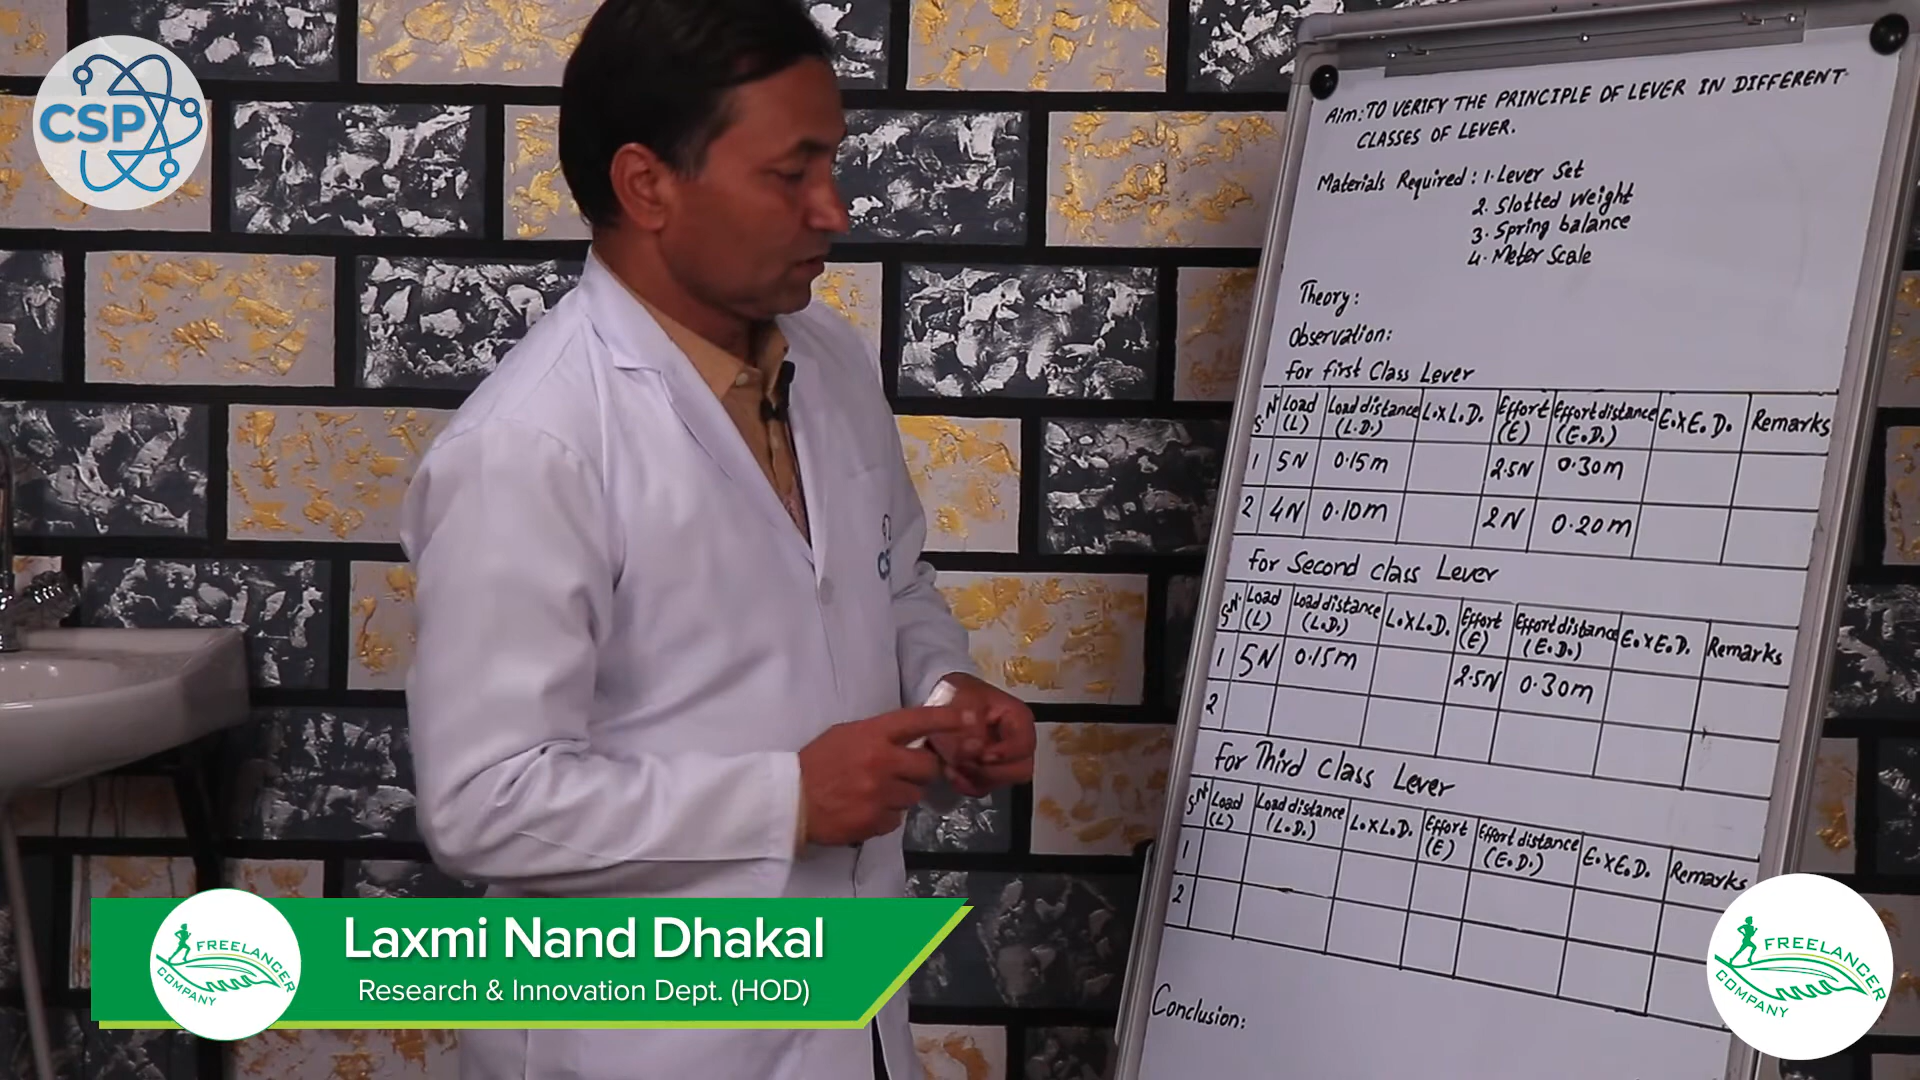 CSP
Aim: TO VERIFY THE PRINCIPLE OF LEVER IN DIFFERENT
CLASSES OF LEVER.
Materials Required: 1. Lever Set
2. Slotted Weight
3. Spring balance
4. Meter Scale
Theory:
Observation:
For First Class Lever
S.N Load (L) Load distance (L.D.) L.X L.D. Effort (E) Effort distance (E.D.) E.X E.D. Remarks
1 5N 0.15m 2.5N 0.30m
2 4N 0.10m 2N 0.20m
For Second Class Lever
S.N. Load (L) Load distance (L.D.) L.X L.D. Effort (E) Effort distance (E.D.) E.X E.D. Remarks
1 5N 0.15m 2.5N 0.30m
2
For Third Class Lever
S.N. Load (L) Load distance (L.D.) L.X L.D. Effort (E) Effort distance (E.D.) E.X E.D. Remarks
1
2
Conclusion:
Laxmi Nand Dhakal
Research & Innovation Dept. (HOD)
FREELANCER
COMPANY
FREELANCER
COMPANY